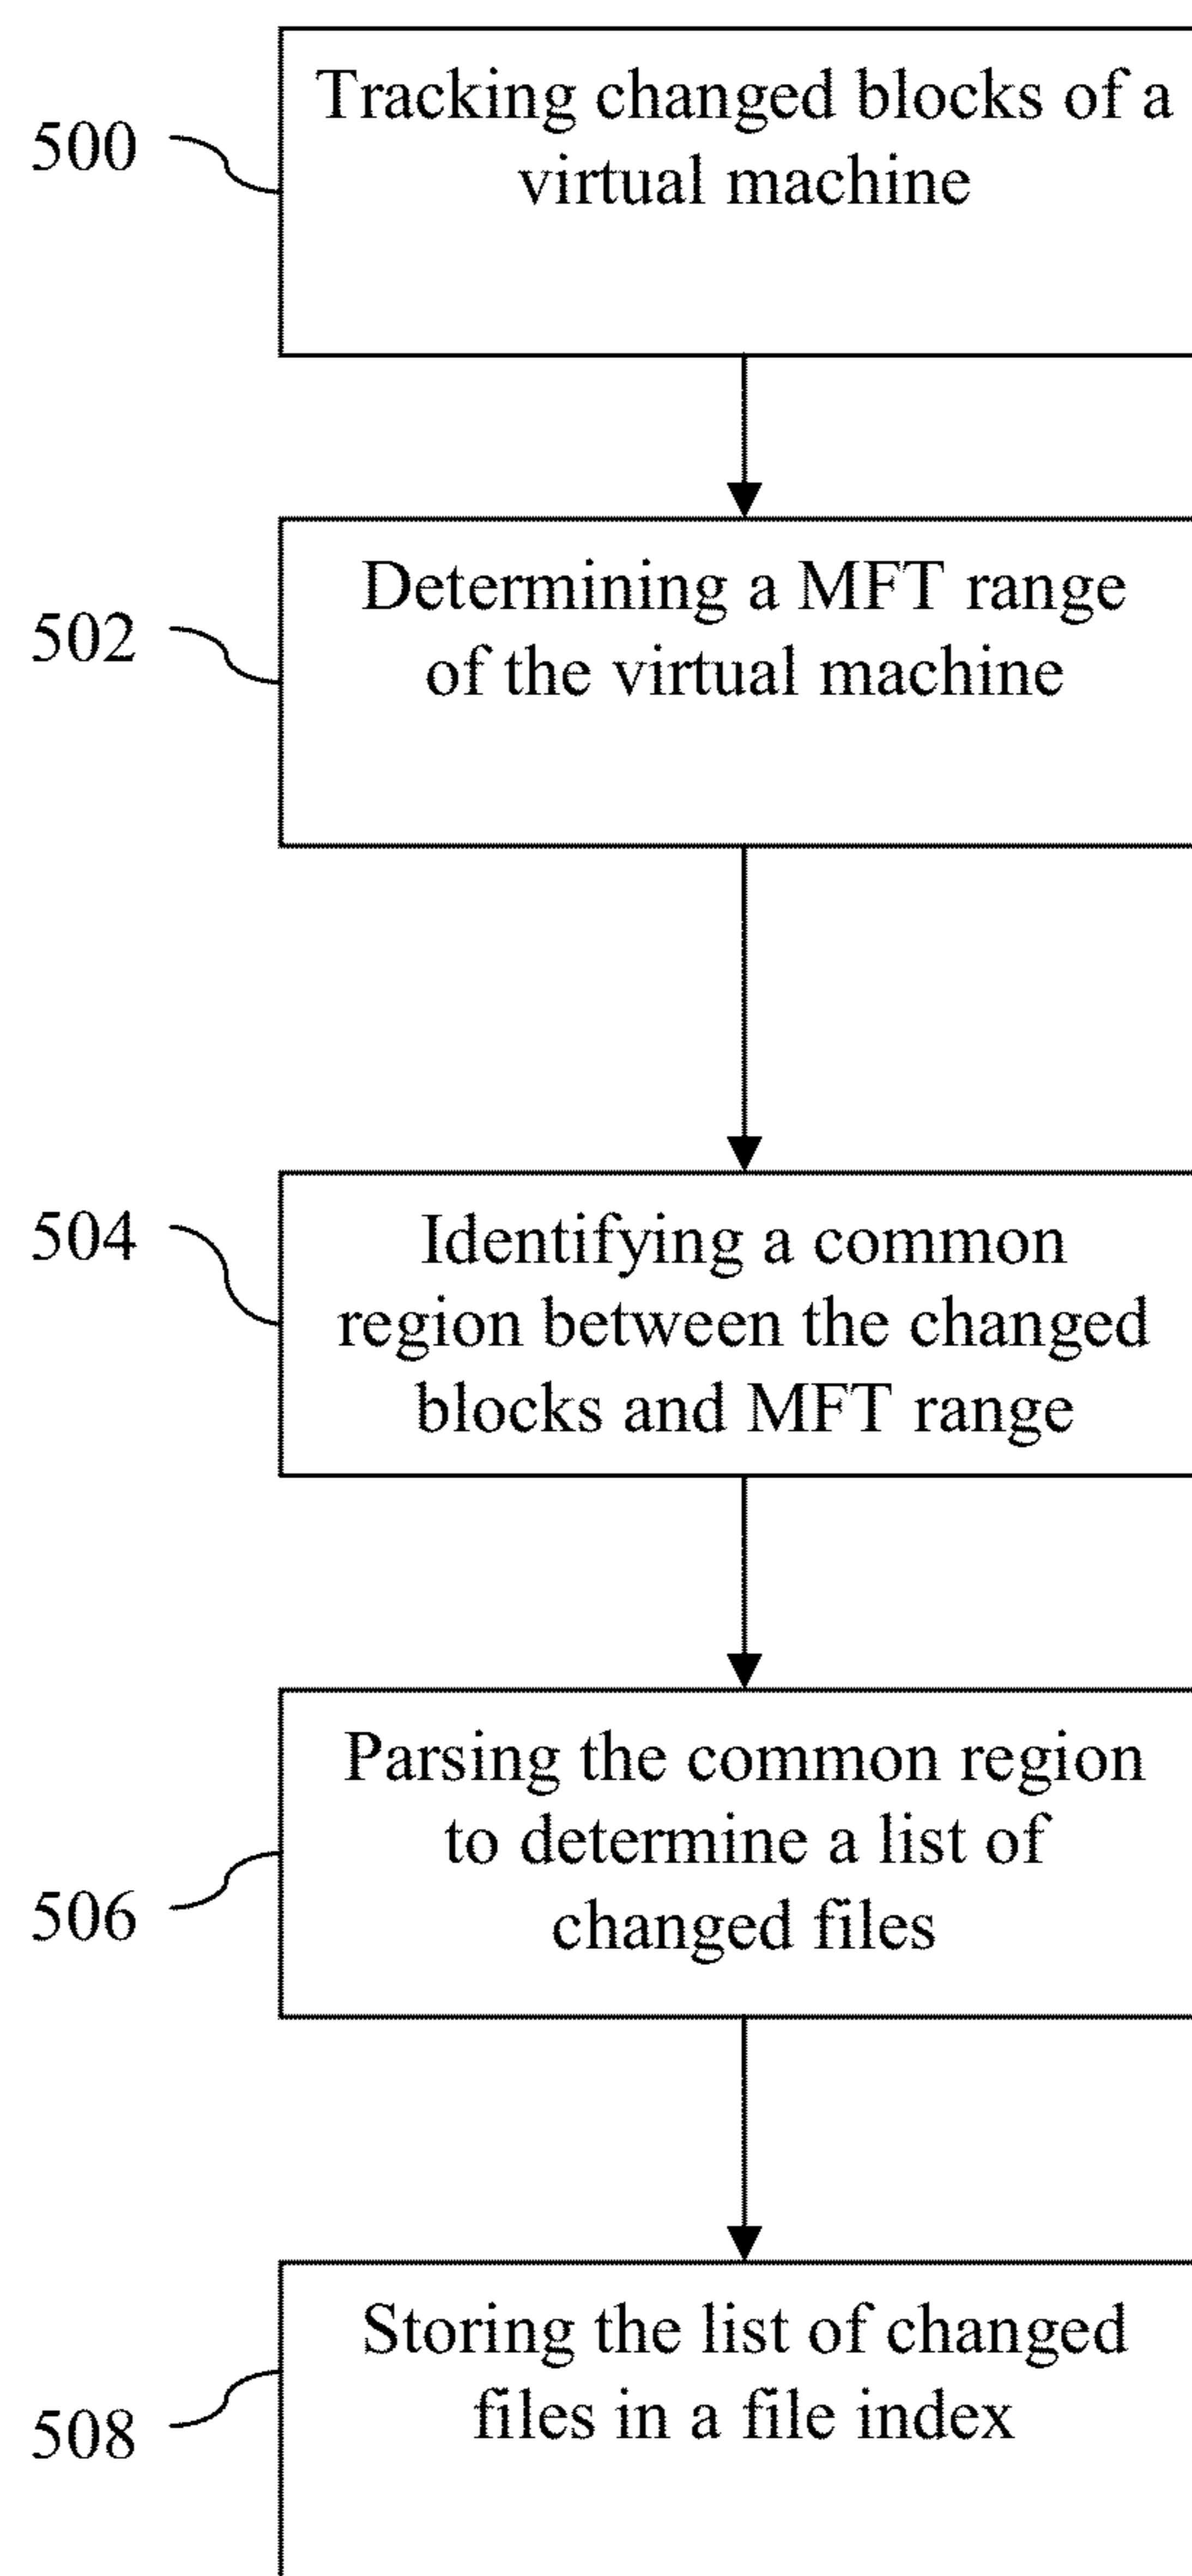 500
Tracking changed blocks of a
virtual machine
502
Determining a MFT range
of the virtual machine
504
Identifying a common
region between the changed
blocks and MFT range
506
Parsing the common region
to determine a list of
changed files
508
Storing the list of changed
files in a file index